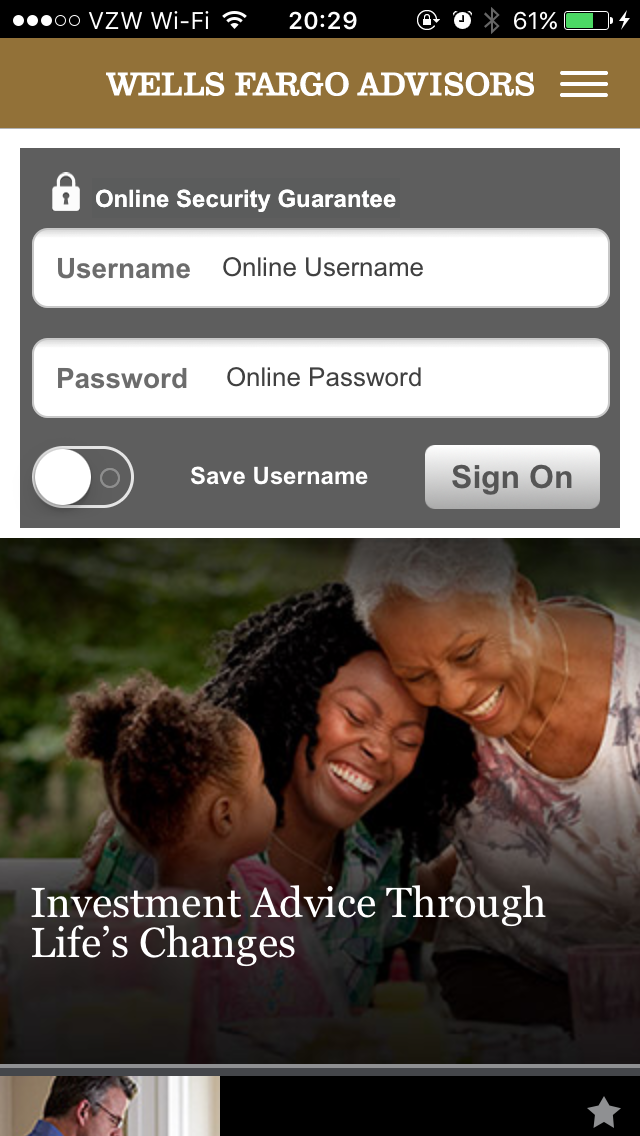 VZW Wi-Fi 20:29 61%
WELLS FARGO ADVISORS
Online Security Guarantee
Username Online Username
Password Online Password
Save Username Sign On
Investment Advice Through
Life's Changes